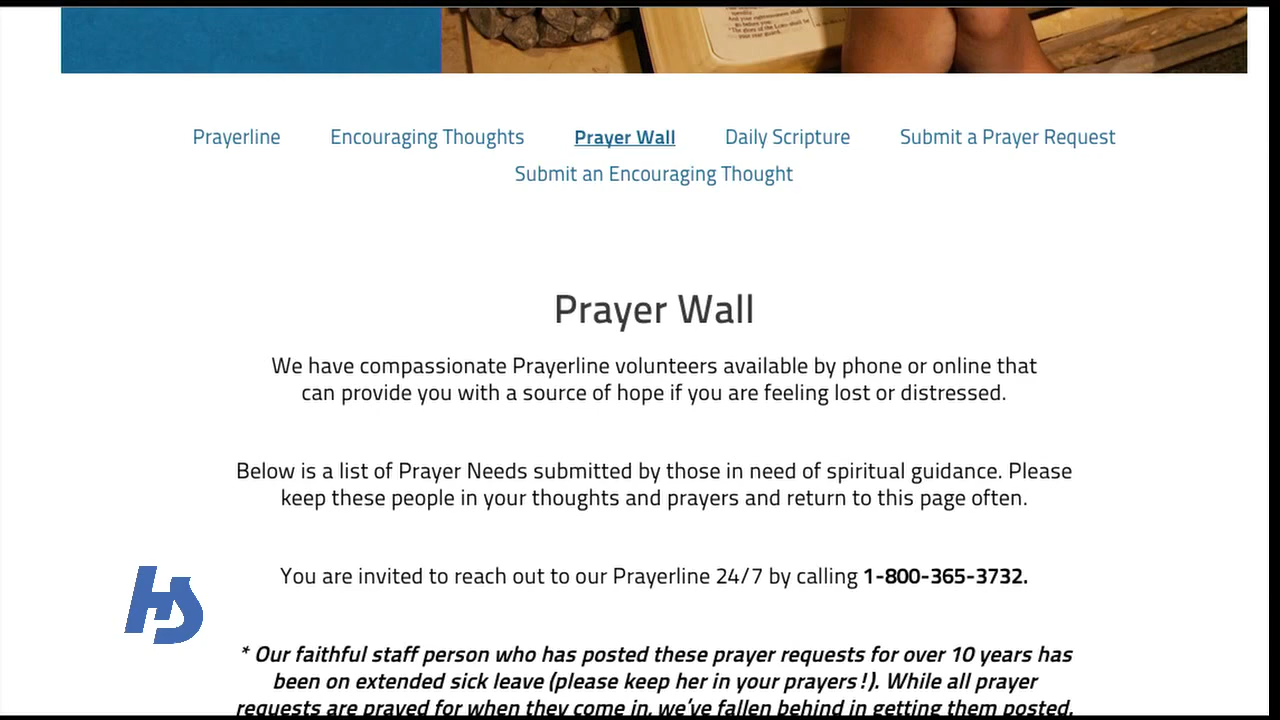 Prayerline Encouraging Thoughts Prayer Wall Daily Scripture Submit a Prayer Request
Submit an Encouraging Thought
Prayer Wall
We have compassionate Prayerline volunteers available by phone or online that
can provide you with a source of hope if you are feeling lost or distressed.
Below is a list of Prayer Needs submitted by those in need of spiritual guidance. Please
keep these people in your thoughts and prayers and return to this page often.
You are invited to reach out to our Prayerline 24/7 by calling 1-800-365-3732.
HS
* Our faithful staff person who has posted these prayer requests for over 10 years has
been on extended sick leave (please keep her in your prayers!). While all prayer
requests are prayed for when they come in, we've fallen behind in getting them posted.